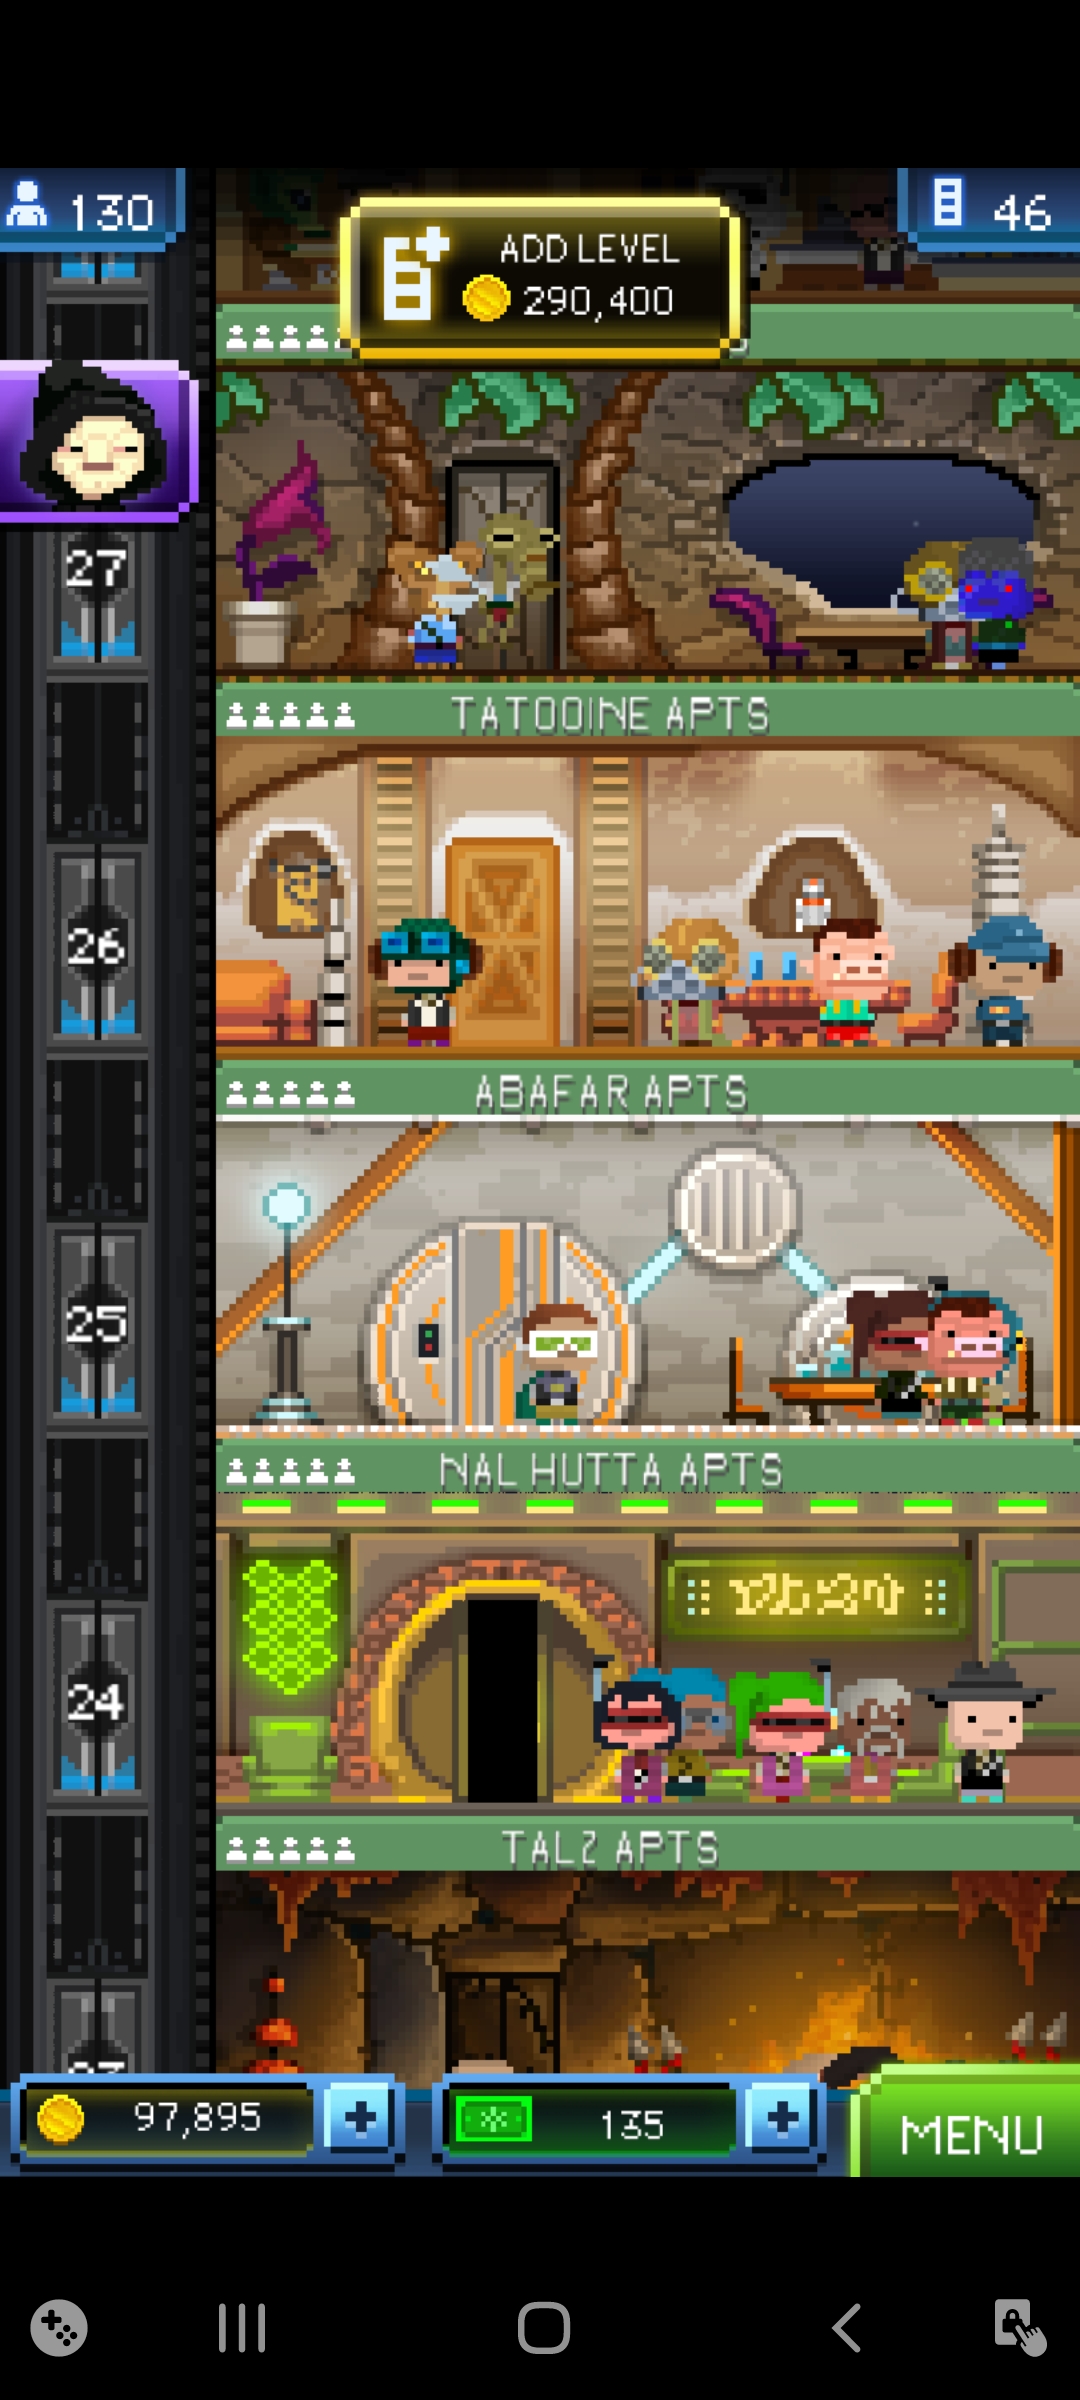 130
ADD LEVEL
290,400
46
27
TATOOINE APTS
26
ABAFAR APTS
25
NAL HUTTA APTS
24
TALZ APTS
97,895
135
MENU